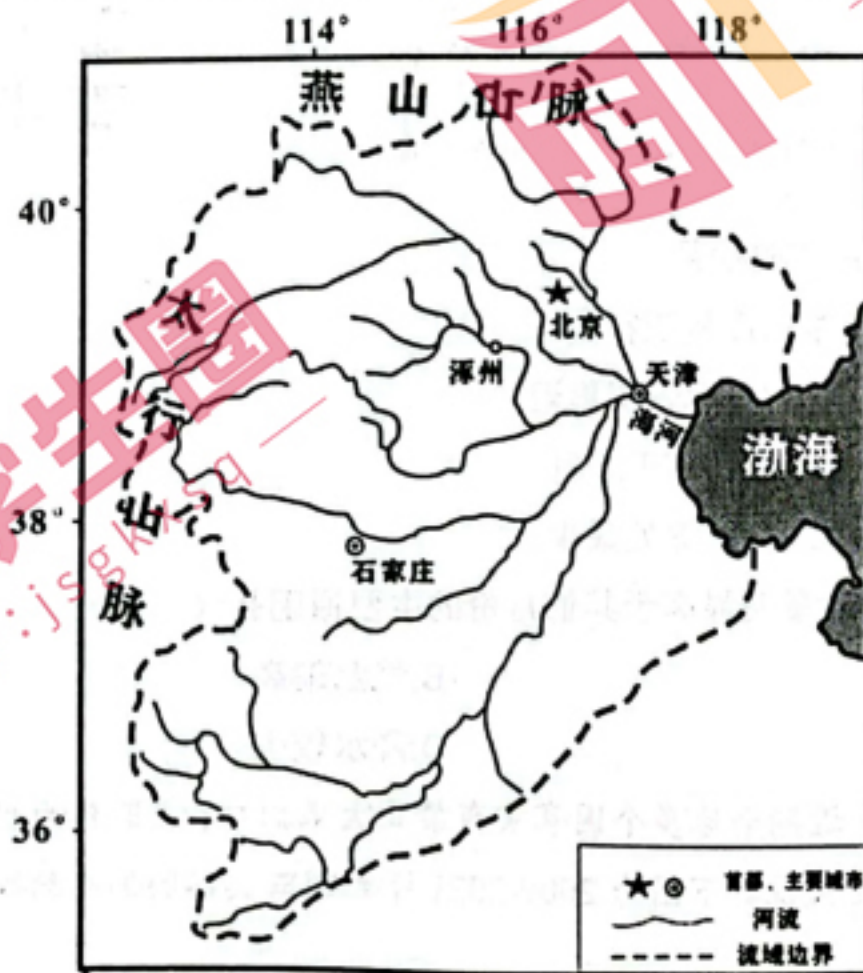 114° 116° 118°
燕山山脉
40°
北京
太行山脉
涿州
天津
海河
渤海
38°
石家庄
.jsgkxsq
36°
首都、主要城市
河流
流域边界